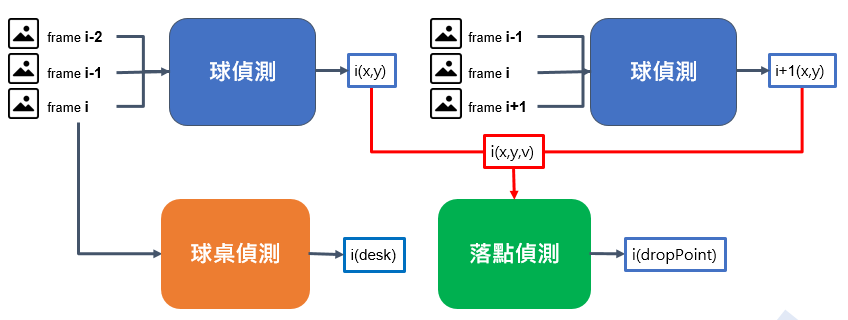 frame i-2
frame i-1
frame i
球偵測
i(x,y)
frame i-1
frame i
frame i+1
球偵測
i+1(x,y)
i(x,y,v)
球桌偵測
i(desk)
落點偵測
i(dropPoint)